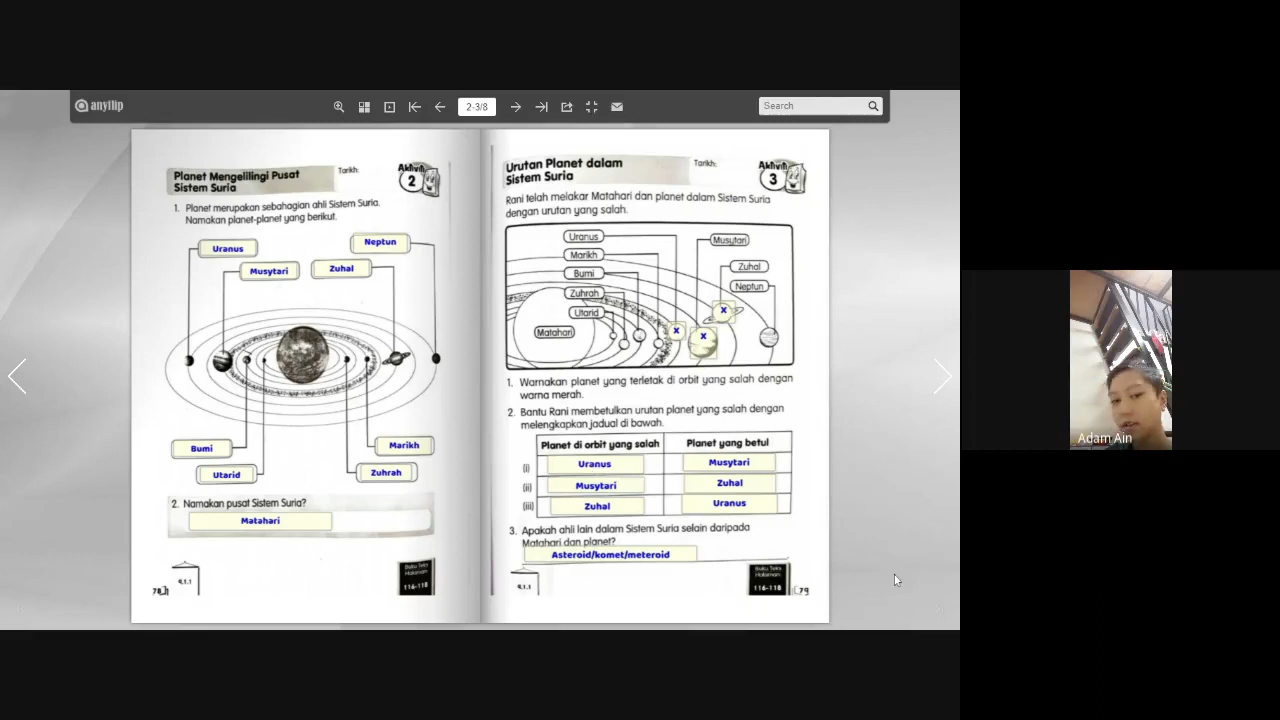 anyflip
2-3/8
Search
Planet Mengelilingi Pusat
Sistem Suria
Tarikh:
Aktiviti
2
1. Planet merupakan sebahagian ahli Sistem Suria.
Namakan planet-planet yang berikut.
Uranus
Neptun
Musytari
Zuhal
Bumi
Marikh
Utarid
Zuhrah
2. Namakan pusat Sistem Suria?
Matahari
9.1.1
Buku Teks
Halaman
116-118
78
Urutan Planet dalam
Sistem Suria
Tarikh:
Aktiviti
3
Rani telah melakar Matahari dan planet dalam Sistem Suria
dengan urutan yang salah.
Uranus
Musytari
Marikh
Zuhal
Bumi
Neptun
Zuhrah
Utarid
Matahari
X
X
X
1. Warnakan planet yang terletak di orbit yang salah dengan
warna merah.
2. Bantu Rani membetulkan urutan planet yang salah dengan
melengkapkan jadual di bawah.
Planet di orbit yang salah Planet yang betul
(i) Uranus Musytari
(ii) Musytari Zuhal
(iii) Zuhal Uranus
3. Apakah ahli lain dalam Sistem Suria selain daripada
Matahari dan planet?
Asteroid/komet/meteroid
9.1.1
Buku Teks
Halaman
116-118
79
Adam Ain